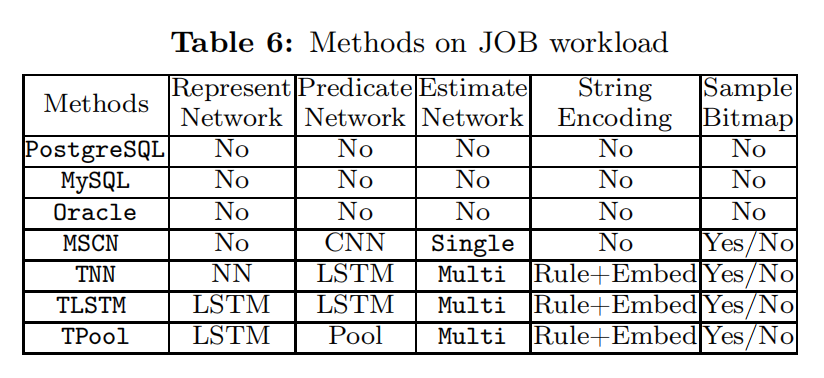 Table 6: Methods on JOB workload
Methods Represent Network Predicate Network Estimate Network String Encoding Sample Bitmap
PostgreSQL No No No No No
MySQL No No No No No
Oracle No No No No No
MSCN No CNN Single No Yes/No
TNN NN LSTM Multi Rule+Embed Yes/No
TLSTM LSTM LSTM Multi Rule+Embed Yes/No
TPool LSTM Pool Multi Rule+Embed Yes/No